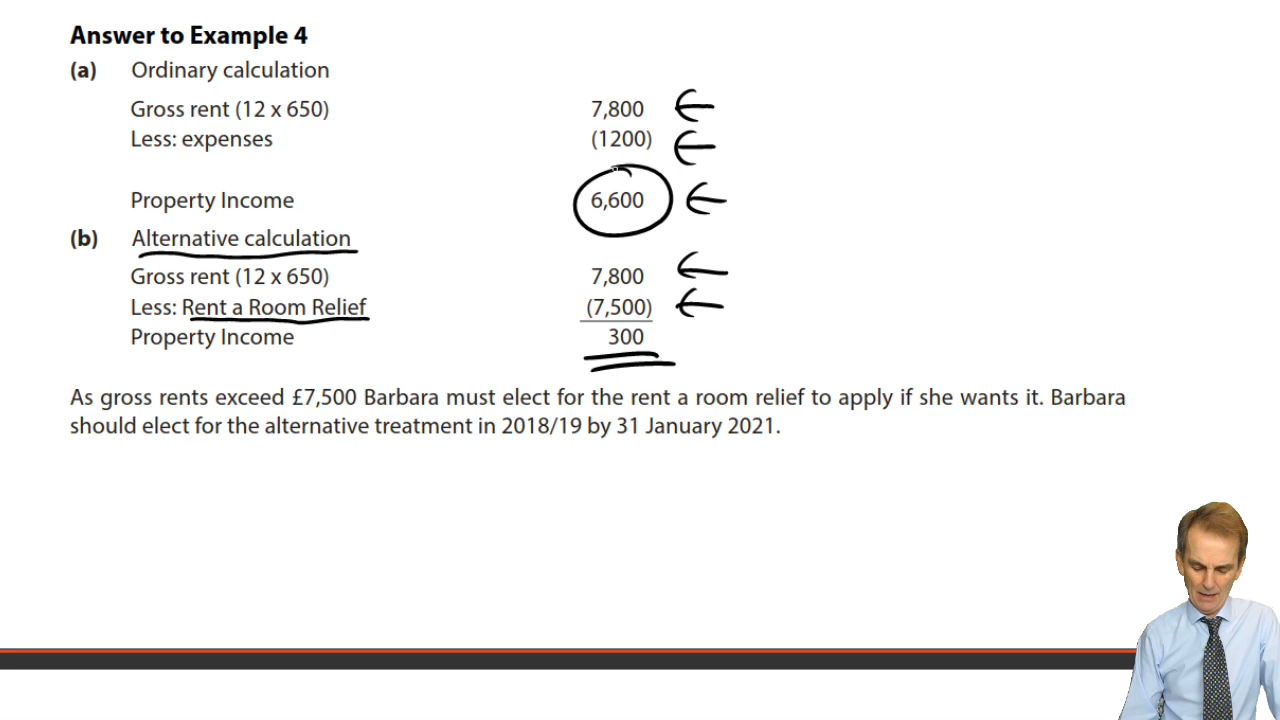 Answer to Example 4
(a) Ordinary calculation
Gross rent (12 x 650) 7,800
Less: expenses (1200)
Property Income 6,600
(b) Alternative calculation
Gross rent (12 x 650) 7,800
Less: Rent a Room Relief (7,500)
Property Income 300
As gross rents exceed £7,500 Barbara must elect for the rent a room relief to apply if she wants it. Barbara
should elect for the alternative treatment in 2018/19 by 31 January 2021.